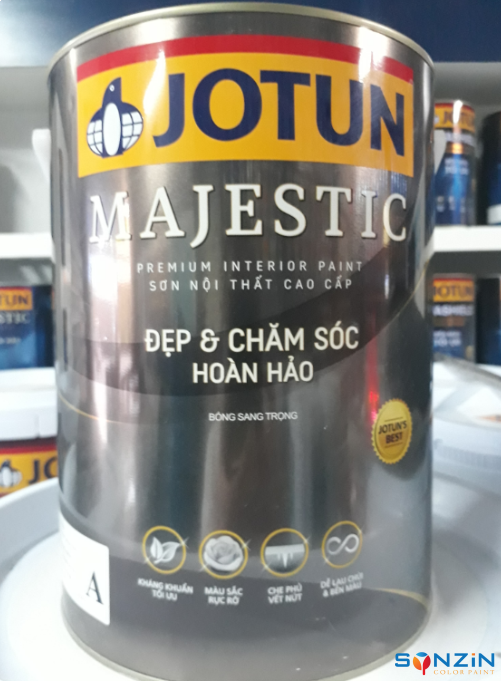 JOTUN
MAJESTIC
PREMIUM INTERIOR PAINT
SƠN NỘI THẤT CAO CẤP
ĐẸP & CHĂM SÓC
HOÀN HẢO
BÓNG SANG TRỌNG
JOTUN'S
BEST
KHÁNG KHUẨN
TỐI ƯU
MÀU SẮC
RỰC RỠ
CHE PHỦ
VẾT NỨT
DỄ LAU CHÙI
& BỀN MÀU
A
JOTUN
JOTUN
SONZIN
COLOR PAINT